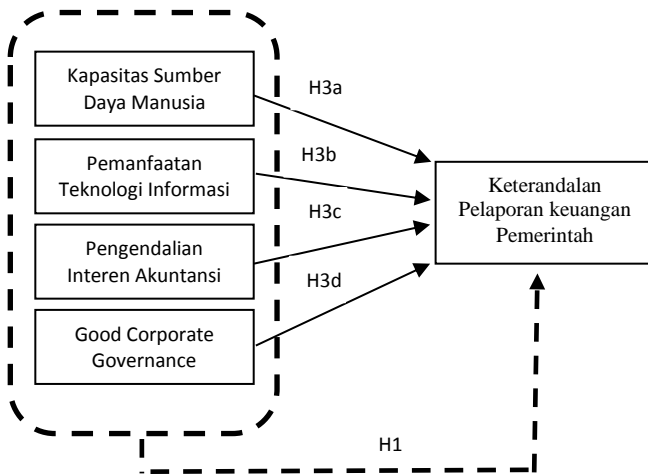 Kapasitas Sumber
Daya Manusia
H3a
Pemanfaatan
Teknologi Informasi
H3b
Pengendalian
Interen Akuntansi
H3c
Good Corporate
Governance
H3d
Keterandalan
Pelaporan keuangan
Pemerintah
H1